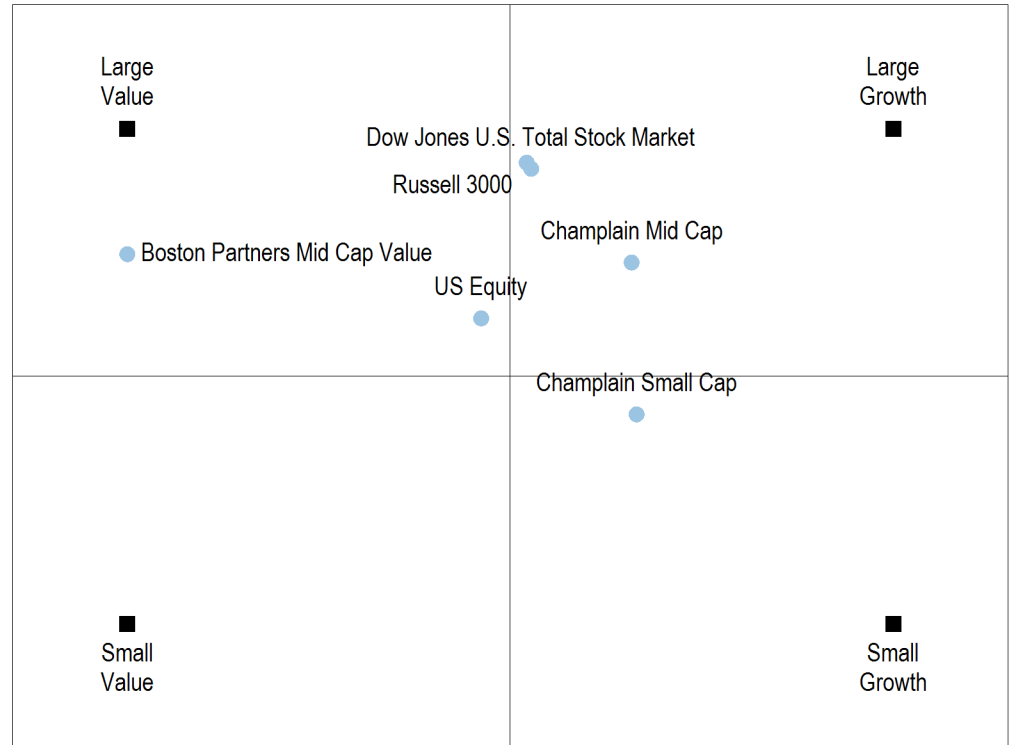 Large
Value
Large
Growth
Dow Jones U.S. Total Stock Market
Russell 3000
Champlain Mid Cap
Boston Partners Mid Cap Value
US Equity
Champlain Small Cap
Small
Value
Small
Growth